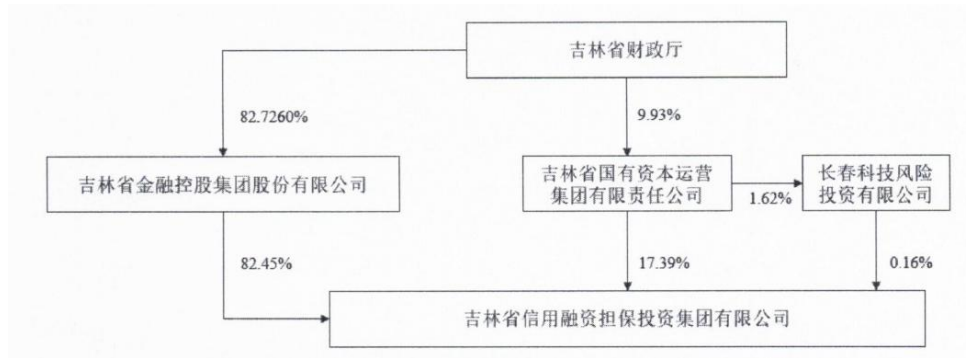 吉林省财政厅
82.7260%
9.93%
吉林省金融控股集团股份有限公司
吉林省国有资本运营
集团有限责任公司
1.62%
长春科技风险
投资有限公司
82.45%
17.39%
0.16%
吉林省信用融资担保投资集团有限公司